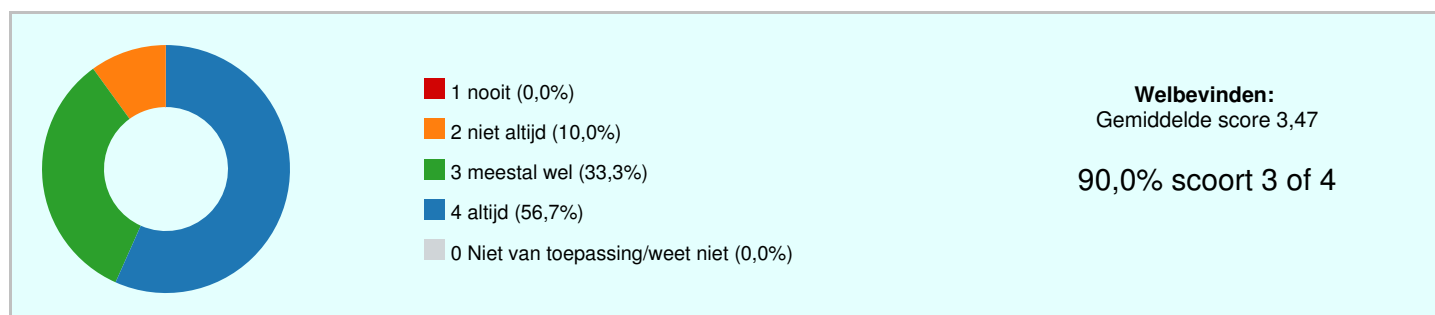 1 nooit (0,0%)
2 niet altijd (10,0%)
3 meestal wel (33,3%)
4 altijd (56,7%)
0 Niet van toepassing/weet niet (0,0%)
Welbevinden:
Gemiddelde score 3,47
90,0% scoort 3 of 4